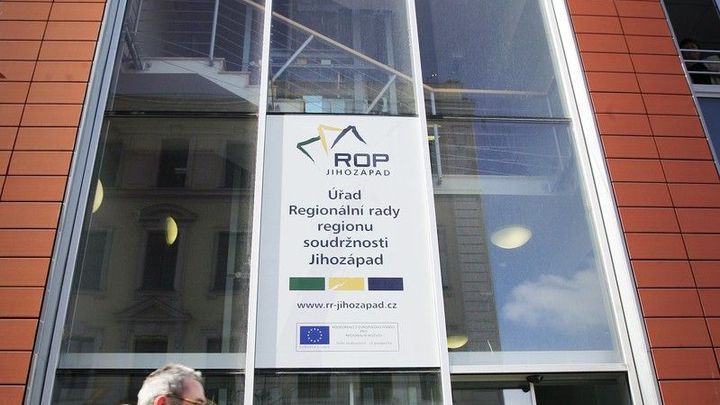 ROP
JIHOZÁPAD
Úřad
Regionální rady
regionu
soudržnosti
Jihozápad
www.rr-jihozapad.cz